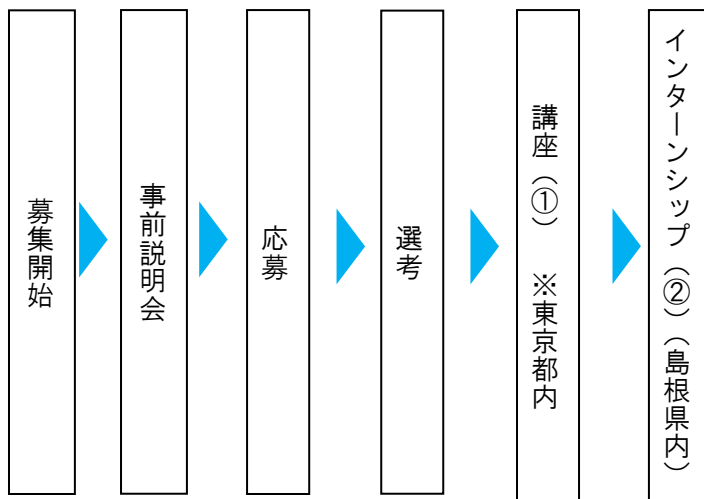 募集開始
事前説明会
応募
選考
講座（①）　※東京都内
インターンシップ（②）（島根県内）